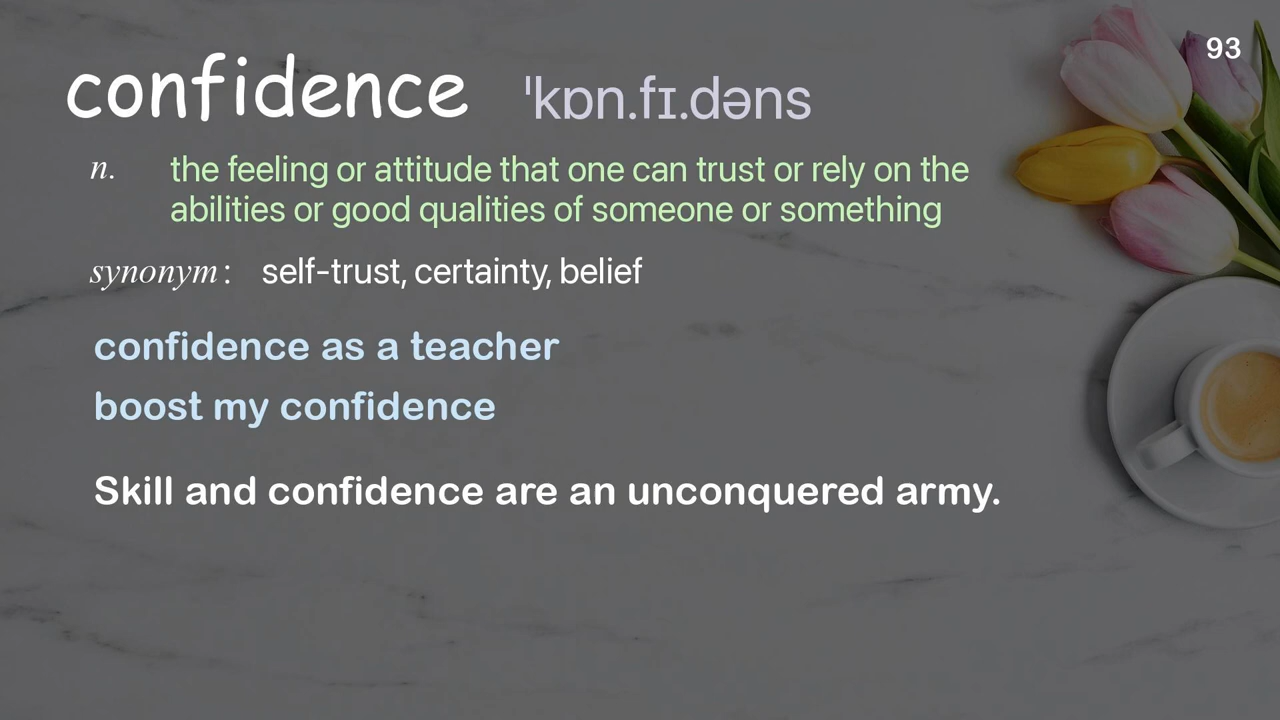 93
confidence ˈkɒn.fɪ.dəns
n. the feeling or attitude that one can trust or rely on the
abilities or good qualities of someone or something
synonym: self-trust, certainty, belief
confidence as a teacher
boost my confidence
Skill and confidence are an unconquered army.